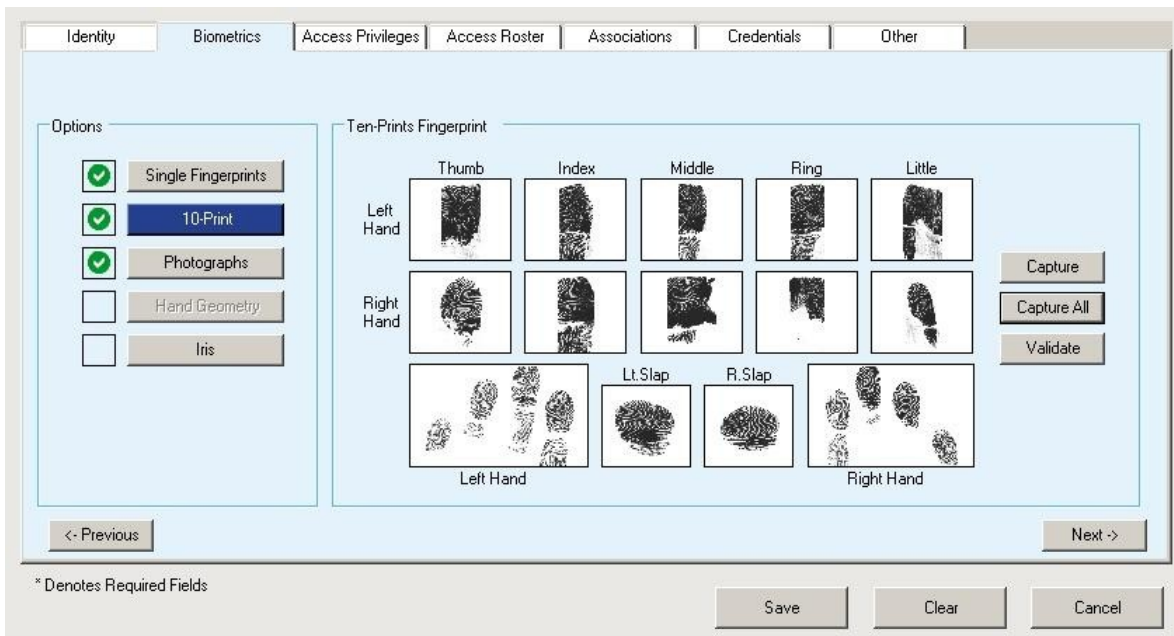 Identity Biometrics Access Privileges Access Roster Associations Credentials Other
Options
Single Fingerprints
10-Print
Photographs
Hand Geometry
Iris
Ten-Prints Fingerprint
Thumb Index Middle Ring Little
Left
Hand
Right
Hand
Lt.Slap R.Slap
Left Hand Right Hand
Capture
Capture All
Validate
<- Previous Next ->
* Denotes Required Fields
Save Clear Cancel